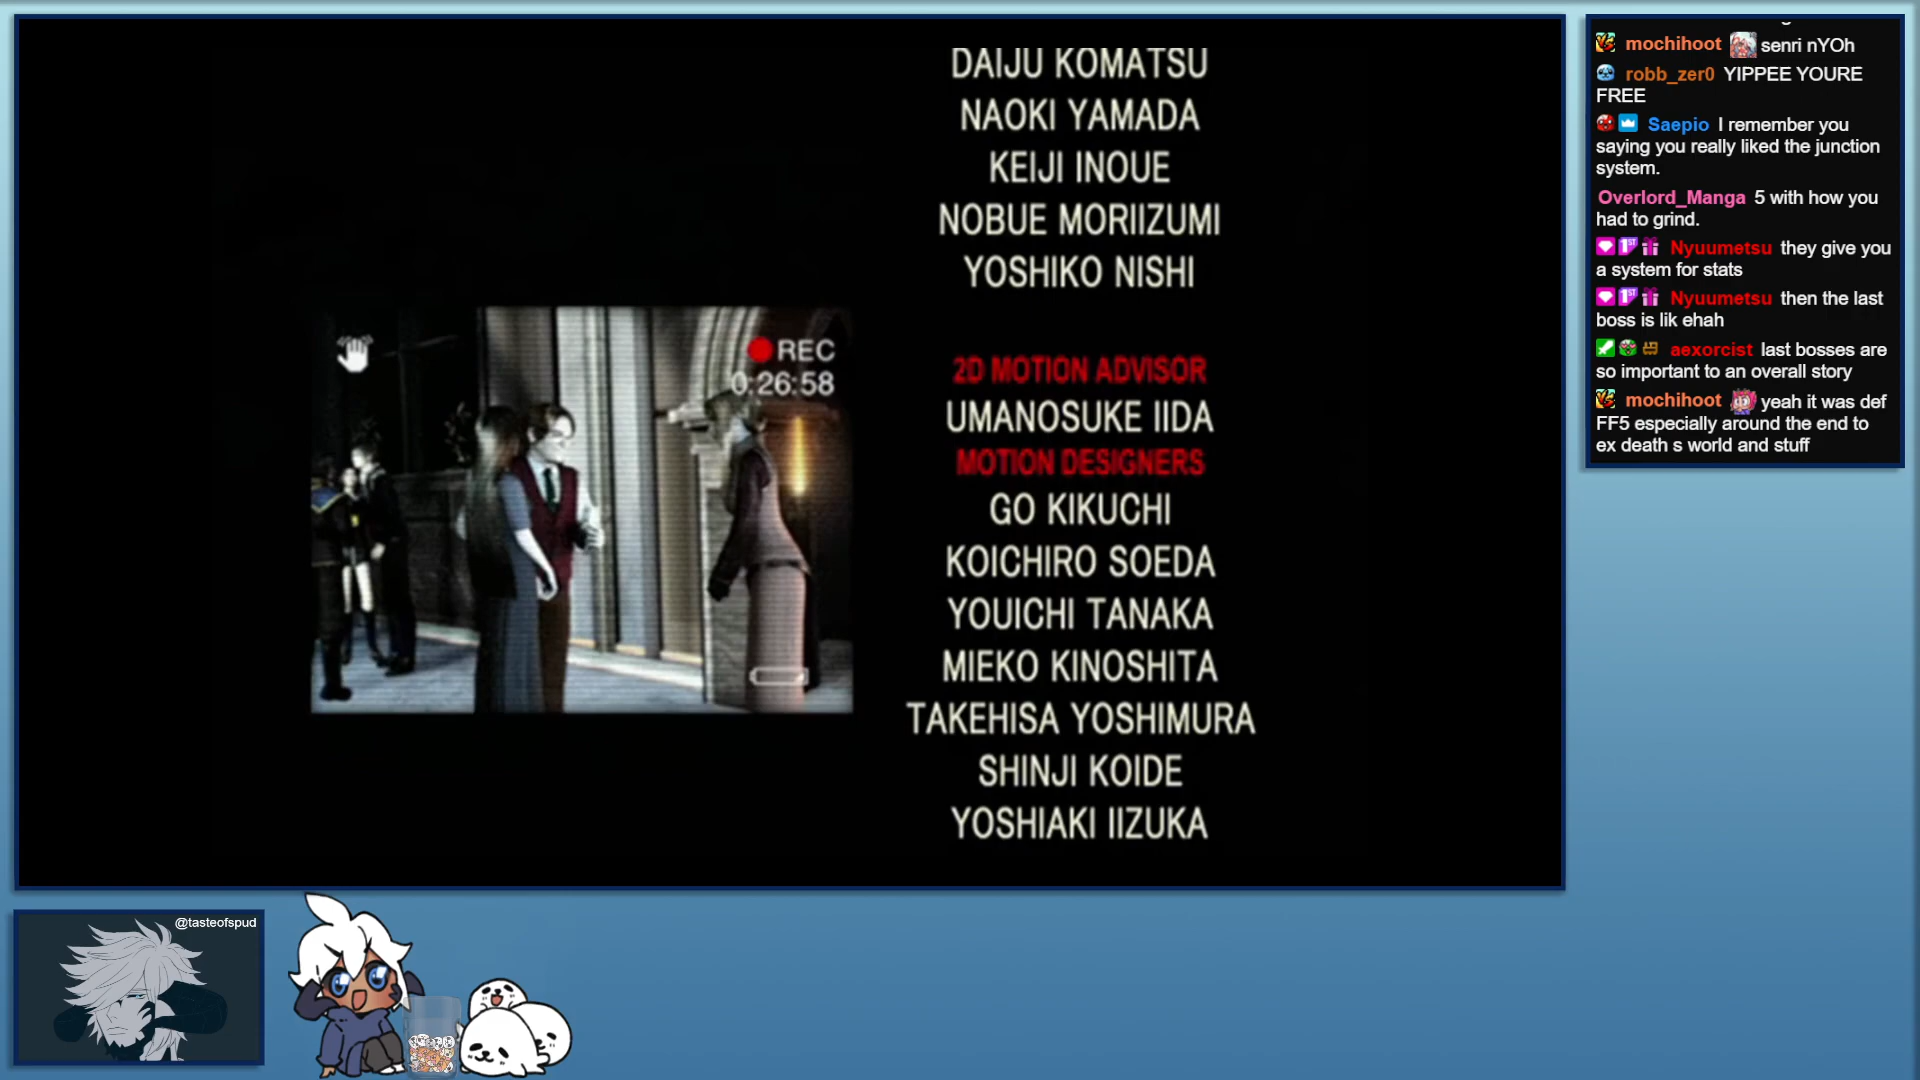 DAIJU KOMATSU
NAOKI YAMADA
KEIJI INOUE
NOBUE MORIIZUMI
YOSHIKO NISHI
REC
0:26:58
2D MOTION ADVISOR
UMANOSUKE IIDA
MOTION DESIGNERS
GO KIKUCHI
KOICHIRO SOEDA
YOUICHI TANAKA
MIEKO KINOSHITA
TAKEHISA YOSHIMURA
SHINJI KOIDE
YOSHIAKI IIZUKA
mochihoot senri nYOh
robb_zer0 YIPPEE YOURE
FREE
Saepio I remember you
saying you really liked the junction
system.
Overlord_Manga 5 with how you
had to grind.
1ST Nyuumetsu they give you
a system for stats
1ST Nyuumetsu then the last
boss is lik ehah
aexorcist last bosses are
so important to an overall story
mochihoot yeah it was def
FF5 especially around the end to
ex death s world and stuff
@tasteofspud